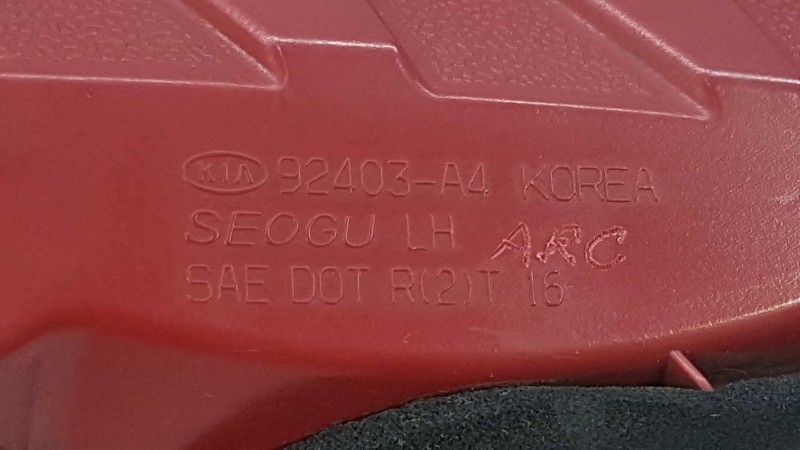 KIA 92403-A4 KOREA
SEOGU LH ARC
SAE DOT R(2)T 16